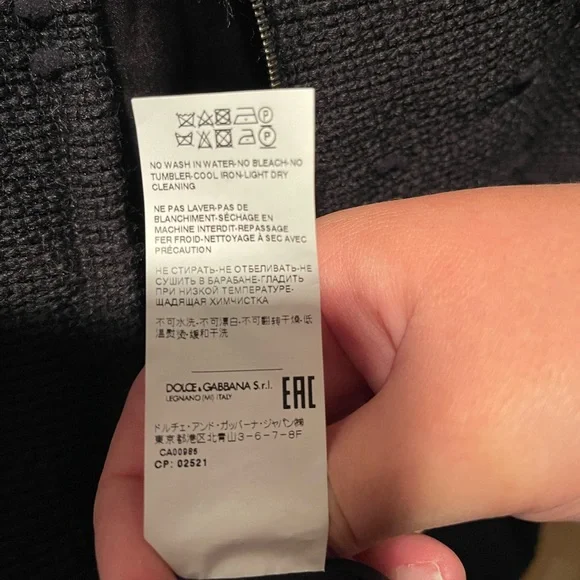 NO WASH IN WATER-NO BLEACH-NO
TUMBLER-COOL IRON-LIGHT DRY
CLEANING
NE PAS LAVER-PAS DE
BLANCHIMENT-SÉCHAGE EN
MACHINE INTERDIT-REPASSAGE
FER FROID-NETTOYAGE À SEC AVEC
PRÉCAUTION
НЕ СТИРАТЬ-НЕ ОТБЕЛИВАТЬ-НЕ
СУШИТЬ В БАРАБАНЕ-ГЛАДИТЬ
ПРИ НИЗКОЙ ТЕМПЕРАТУРЕ-
ЩАДЯЩАЯ ХИМЧИСТКА
不可水洗-不可漂白-不可翻转干燥-低
温熨烫-缓和干洗
DOLCE & GABBANA S.r.l.
LEGNANO (MI) ITALY
EAC
ドルチェ・アンド・ガッバーナ・ジャパン㈱
東京都港区北青山3-6-7-8F
CA00986
CP: 02521